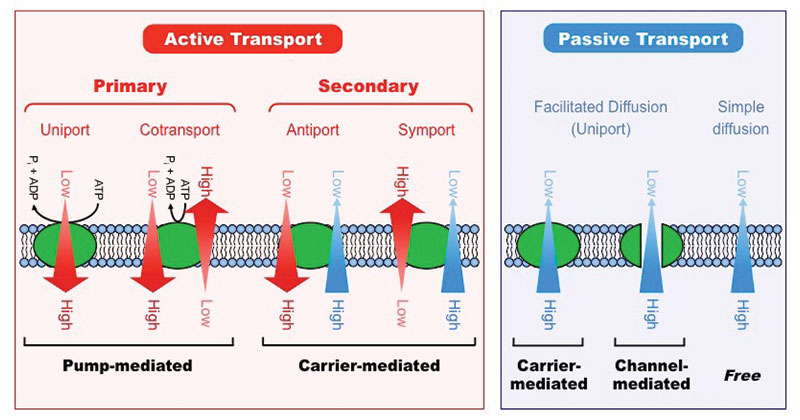 Active Transport
Primary
Secondary
Uniport
Cotransport
Antiport
Symport
Pi + ADP
Low
ATP
High
Low
Pi + ADP
ATP
High
High
Low
Low
High
Low
High
High
Low
Low
High
Pump-mediated
Carrier-mediated
Passive Transport
Facilitated Diffusion
(Uniport)
Simple
diffusion
Low
High
Low
High
Low
High
Carrier-
mediated
Channel-
mediated
Free